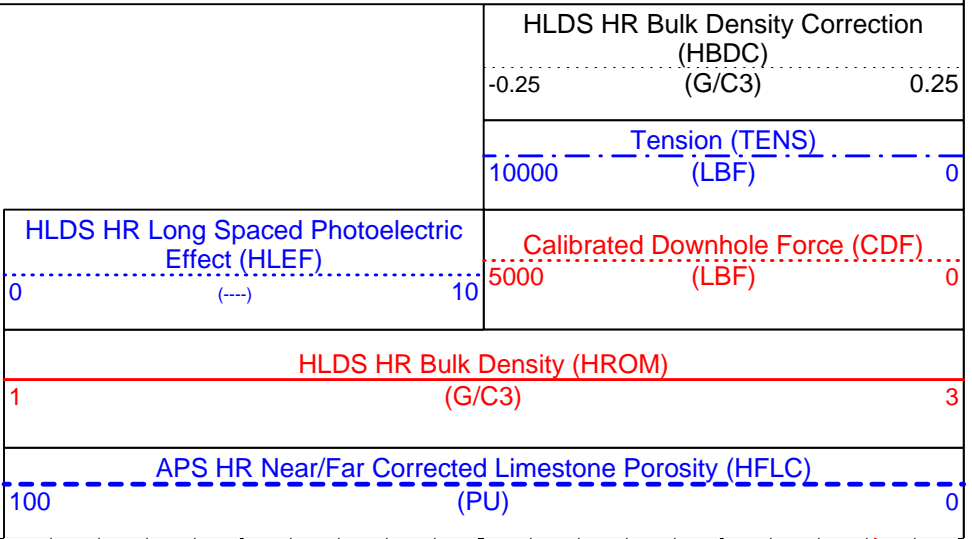 HLDS HR Bulk Density Correction
(HBDC)
-0.25 (G/C3) 0.25
Tension (TENS)
10000 (LBF) 0
HLDS HR Long Spaced Photoelectric
Effect (HLEF)
0 (----) 10
Calibrated Downhole Force (CDF)
5000 (LBF) 0
HLDS HR Bulk Density (HROM)
1 (G/C3) 3
APS HR Near/Far Corrected Limestone Porosity (HFLC)
100 (PU) 0